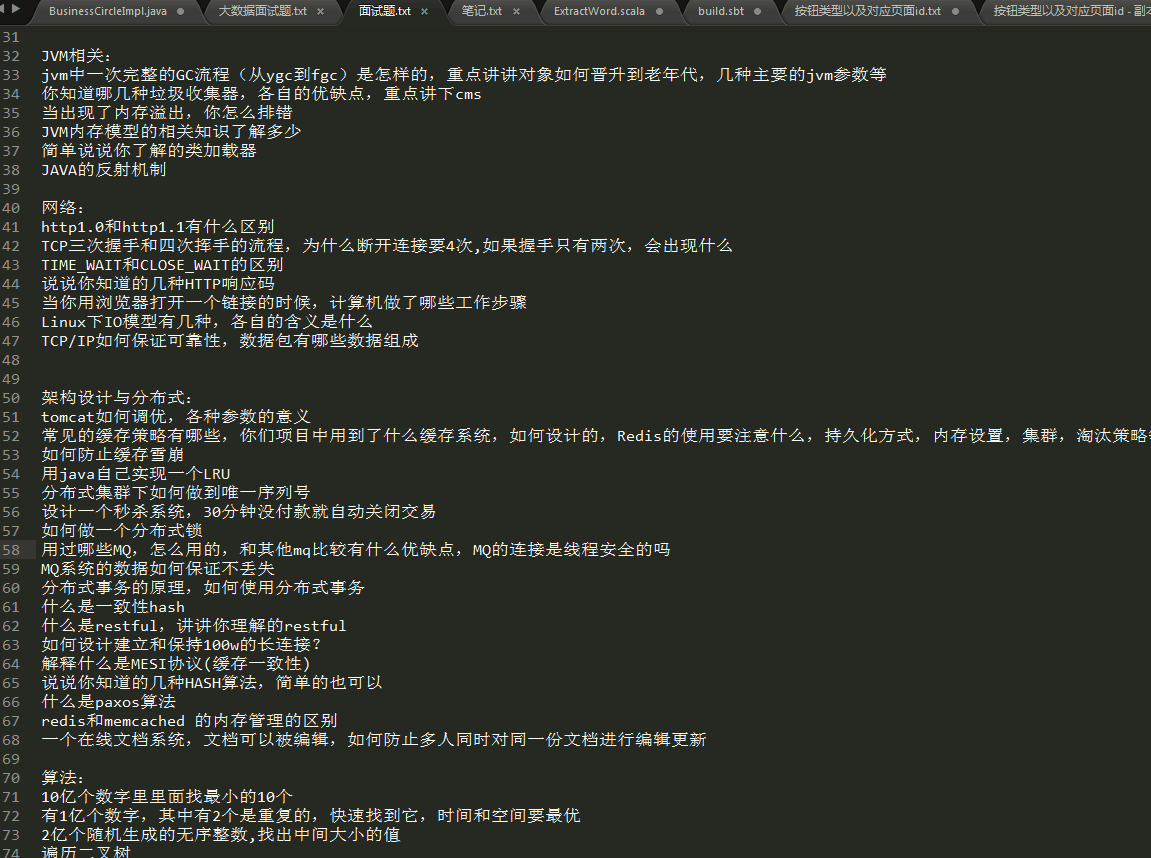 BusinessCircleImpl.java
大数据面试题.txt
面试题.txt
笔记.txt
ExtractWord.scala
build.sbt
按钮类型以及对应页面id.txt
按钮类型以及对应页面id - 副本
31
32 JVM相关：
33 jvm中一次完整的GC流程（从ygc到fgc）是怎样的，重点讲讲对象如何晋升到老年代，几种主要的jvm参数等
34 你知道哪几种垃圾收集器，各自的优缺点，重点讲下cms
35 当出现了内存溢出，你怎么排错
36 JVM内存模型的相关知识了解多少
37 简单说说你了解的类加载器
38 JAVA的反射机制
39
40 网络：
41 http1.0和http1.1有什么区别
42 TCP三次握手和四次挥手的流程，为什么断开连接要4次,如果握手只有两次，会出现什么
43 TIME_WAIT和CLOSE_WAIT的区别
44 说说你知道的几种HTTP响应码
45 当你用浏览器打开一个链接的时候，计算机做了哪些工作步骤
46 Linux下IO模型有几种，各自的含义是什么
47 TCP/IP如何保证可靠性，数据包有哪些数据组成
48
49
50 架构设计与分布式：
51 tomcat如何调优，各种参数的意义
52 常见的缓存策略有哪些，你们项目中用到了什么缓存系统，如何设计的，Redis的使用要注意什么，持久化方式，内存设置，集群，淘汰策略
53 如何防止缓存雪崩
54 用java自己实现一个LRU
55 分布式集群下如何做到唯一序列号
56 设计一个秒杀系统，30分钟没付款就自动关闭交易
57 如何做一个分布式锁
58 用过哪些MQ，怎么用的，和其他mq比较有什么优缺点，MQ的连接是线程安全的吗
59 MQ系统的数据如何保证不丢失
60 分布式事务的原理，如何使用分布式事务
61 什么是一致性hash
62 什么是restful，讲讲你理解的restful
63 如何设计建立和保持100w的长连接？
64 解释什么是MESI协议(缓存一致性)
65 说说你知道的几种HASH算法，简单的也可以
66 什么是paxos算法
67 redis和memcached 的内存管理的区别
68 一个在线文档系统，文档可以被编辑，如何防止多人同时对同一份文档进行编辑更新
69
70 算法：
71 10亿个数字里里面找最小的10个
72 有1亿个数字，其中有2个是重复的，快速找到它，时间和空间要最优
73 2亿个随机生成的无序整数,找出中间大小的值
74 遍历二叉树